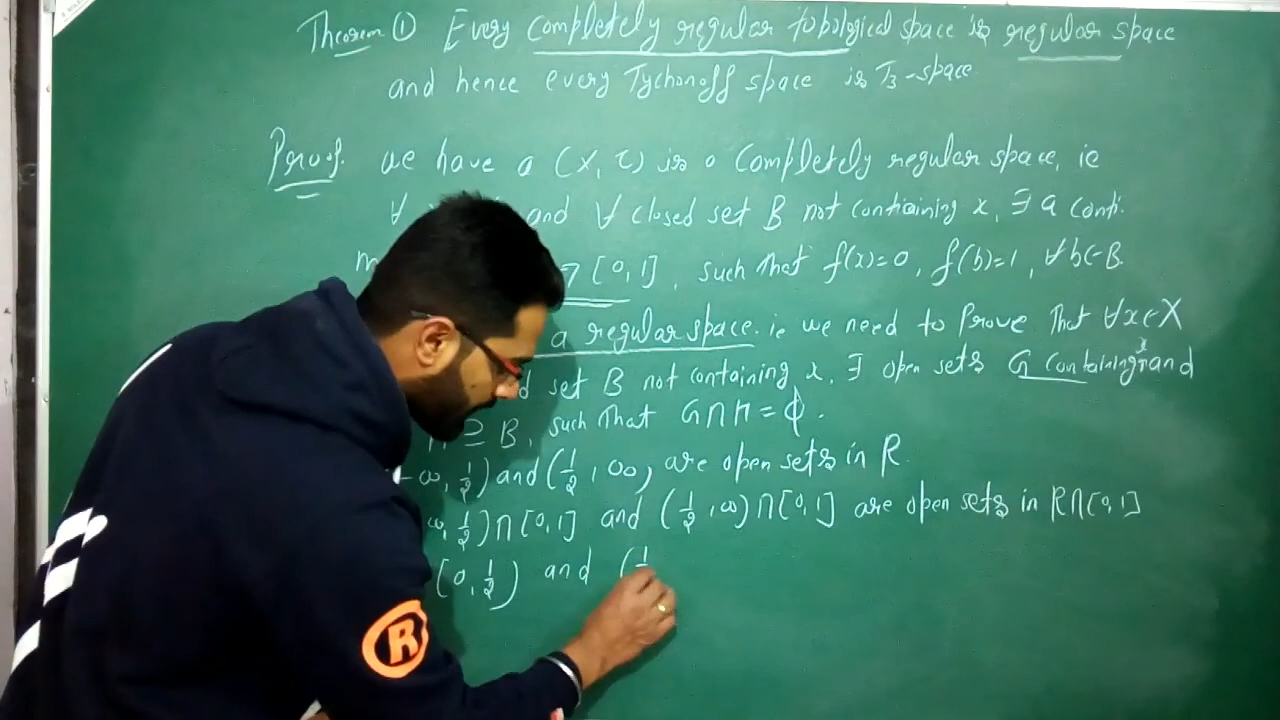 Theorem ① Every completely regular topological space is regular space
and hence every Tychonoff space is T₃-space
Proof. we have a (X, τ) is a Completely regular space, ie
∀ and ∀ closed set B not containing x, ∃ a conti.
→ [0,1], such that f(x)=0, f(b)=1, ∀b∈B
a regular space. ie we need to Prove That ∀x∈X
set B not containing x, ∃ open sets G containing x and
⊇ B, such that G∩H = ϕ.
-∞, 1/2) and (1/2, ∞) are open sets in R.
∞, 1/2)∩[0,1] and (1/2, ∞)∩[0,1] are open sets in R∩[0,1]
[0, 1/2) and (1
R